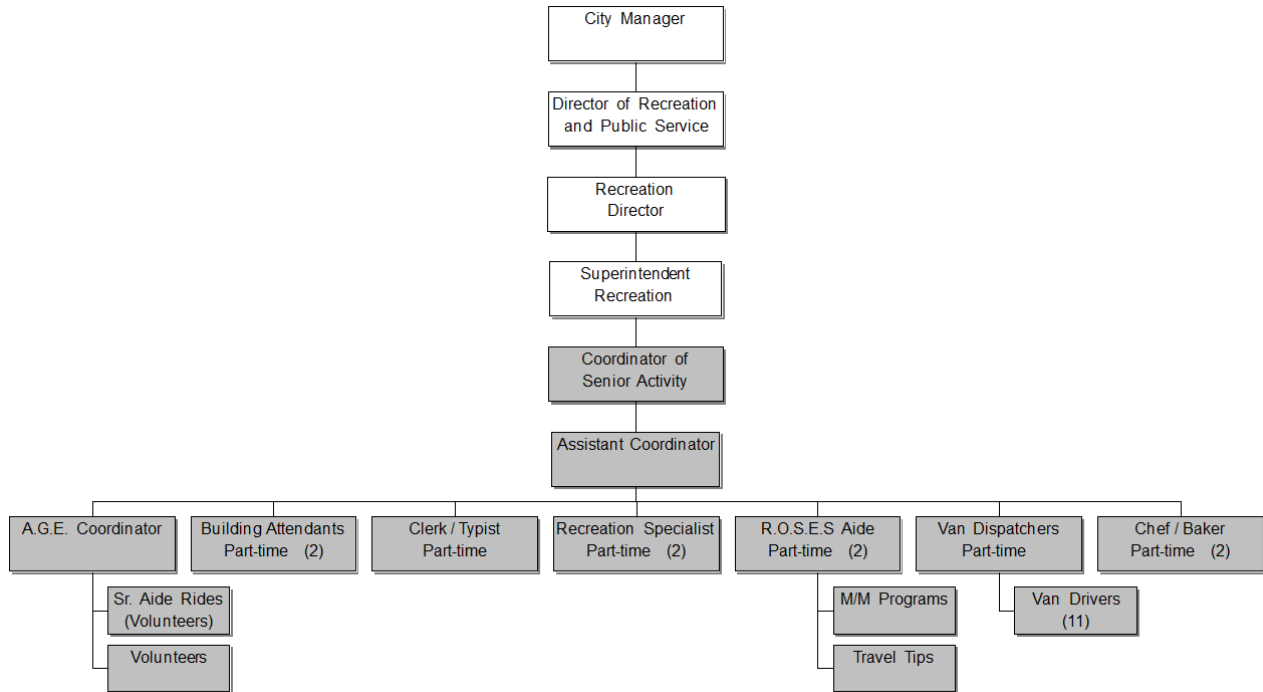 City Manager
Director of Recreation
and Public Service
Recreation
Director
Superintendent
Recreation
Coordinator of
Senior Activity
Assistant Coordinator
A.G.E. Coordinator
Building Attendants
Part-time (2)
Clerk / Typist
Part-time
Recreation Specialist
Part-time (2)
R.O.S.E.S Aide
Part-time (2)
Van Dispatchers
Part-time
Chef / Baker
Part-time (2)
Sr. Aide Rides
(Volunteers)
Volunteers
M/M Programs
Travel Tips
Van Drivers
(11)